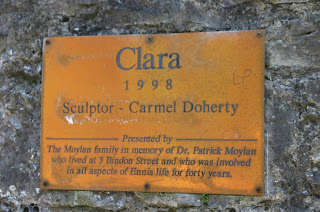 Clara
1998
Sculptor - Carmel Doherty
Presented by
The Moylan family in memory of Dr. Patrick Moylan
who lived at 3 Bindon Street and who was involved
in all aspects of Ennis life for forty years.